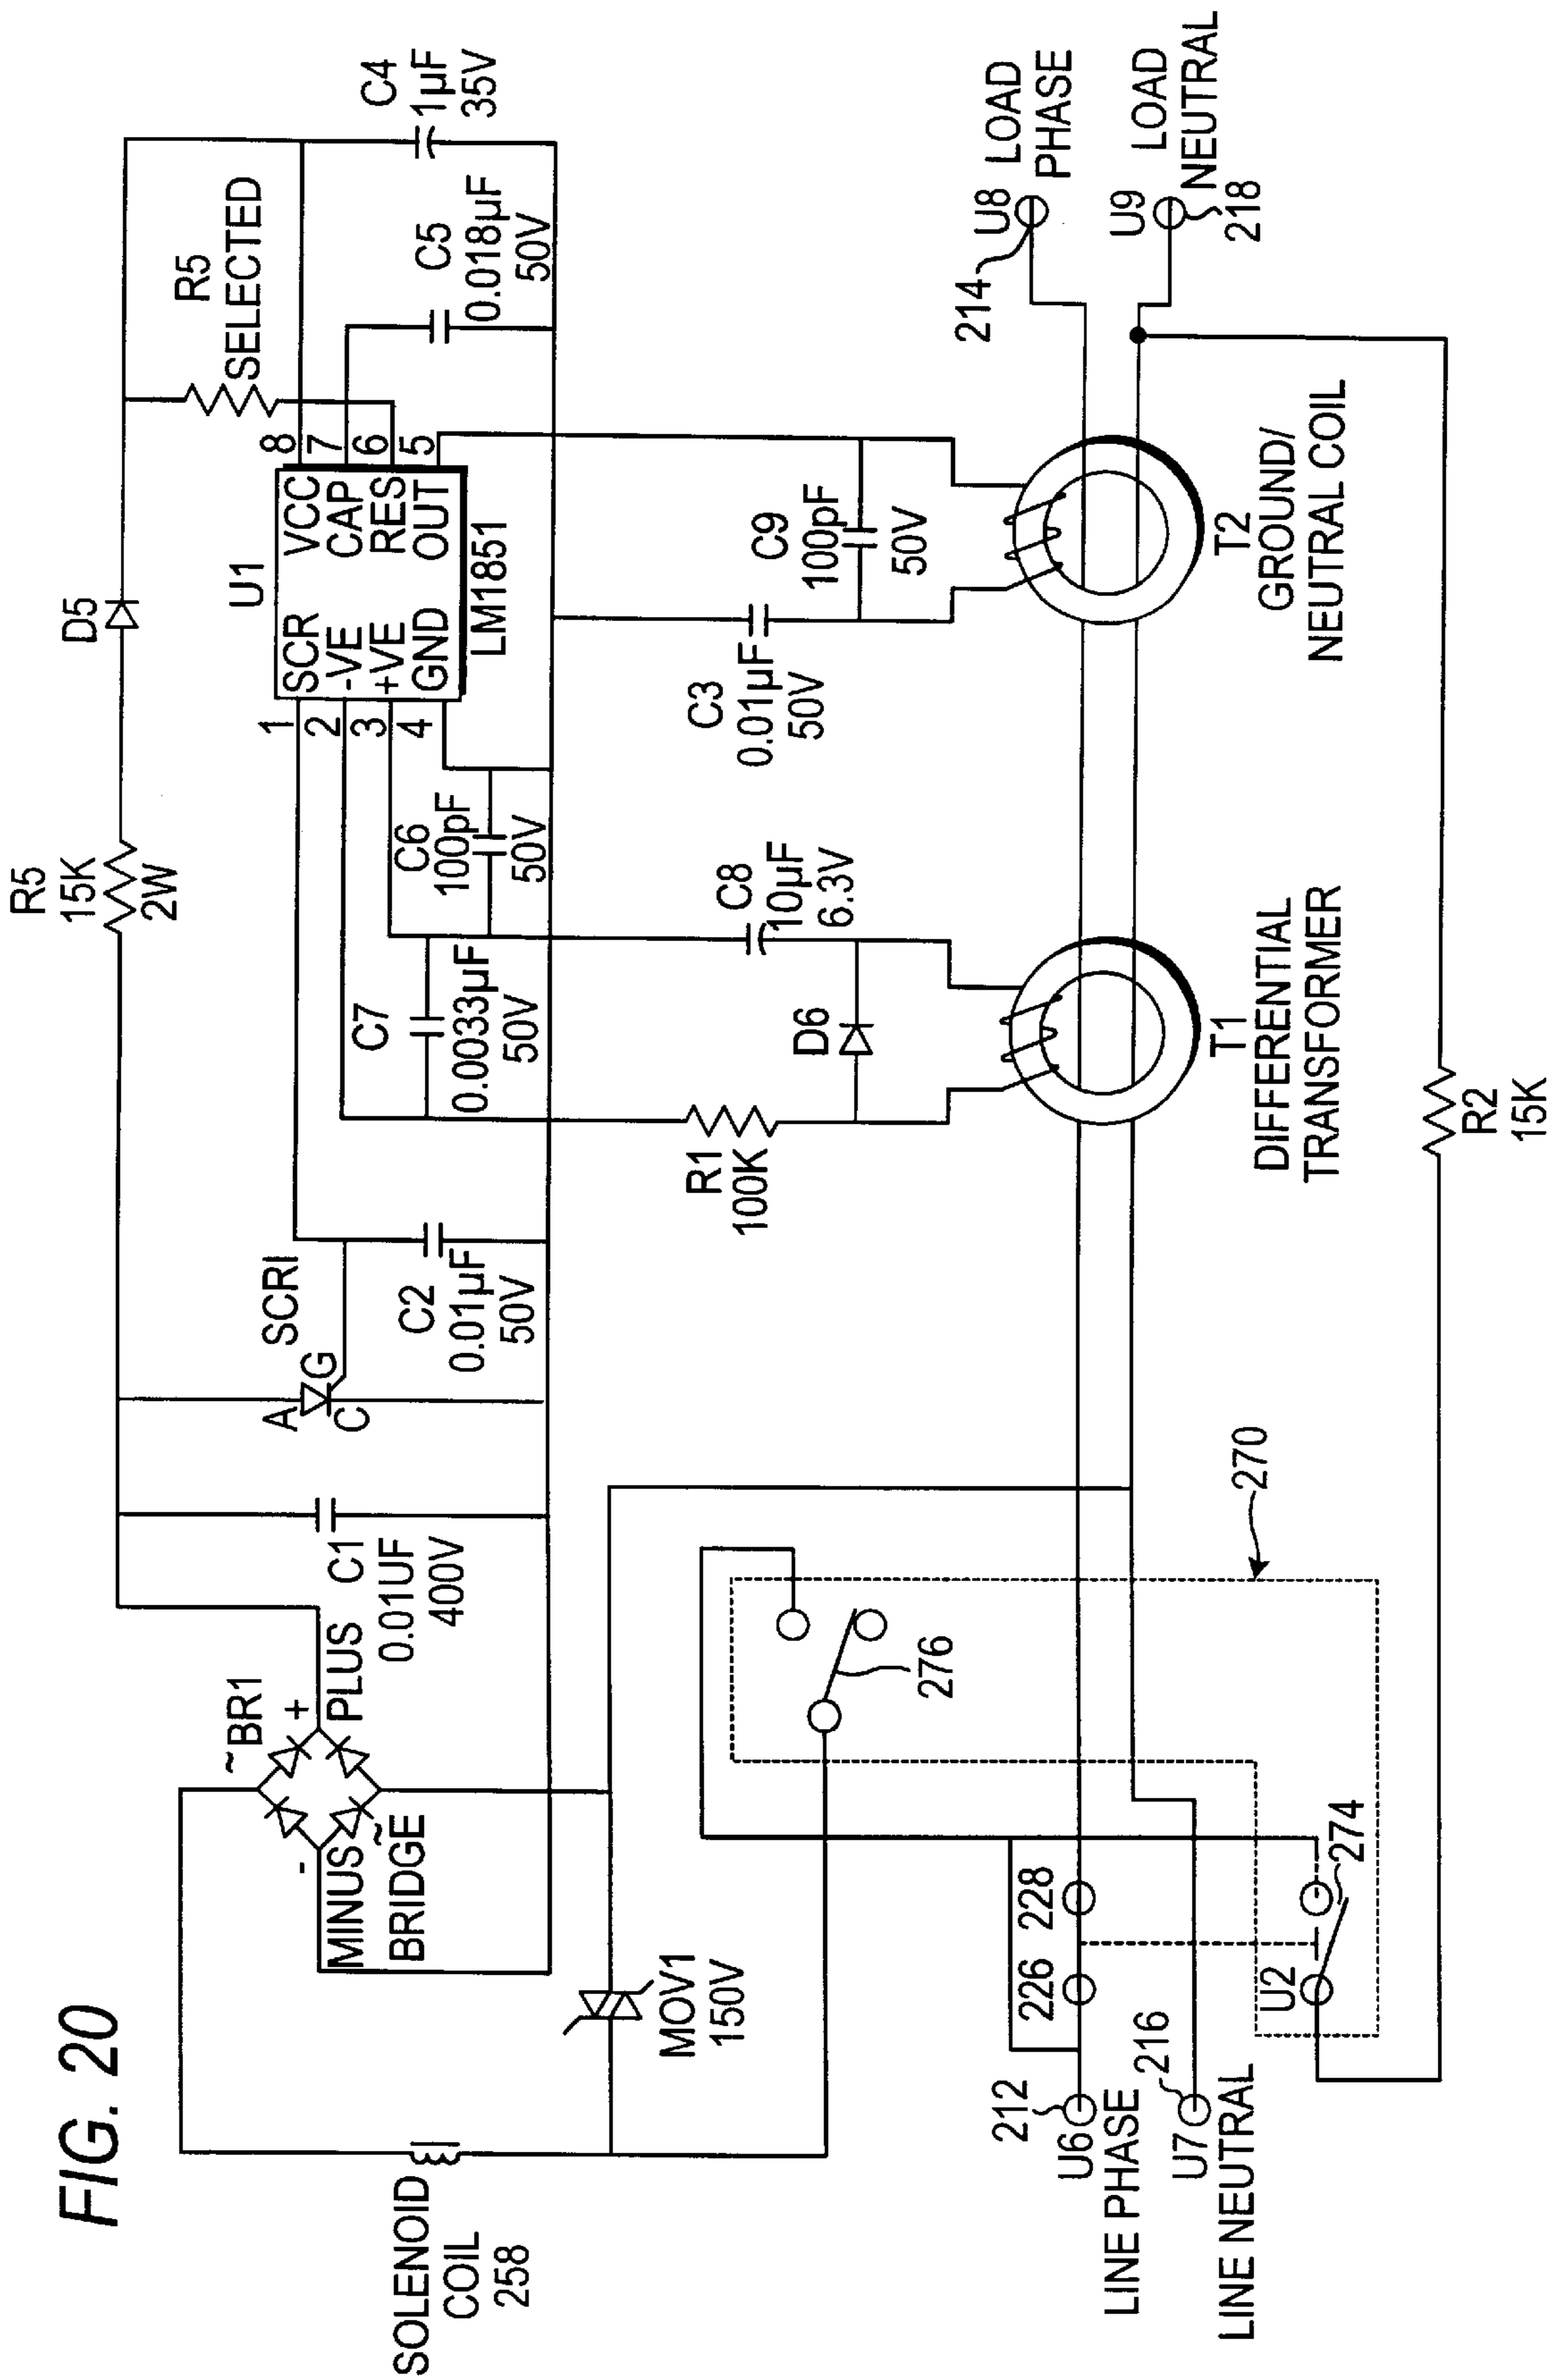 FIG. 20
SOLENOID
COIL
258
MOV1
150V
~
BR1
+
PLUS
-
MINUS
~
BRIDGE
C1
0.01UF
400V
SCRI
A
G
C
C2
0.01µF
50V
R5
15K
2W
D5
U1
1
2
3
4
SCR
-VE
+VE
GND
VCC
CAP
RES
OUT
8
7
6
5
LM1851
R5
SELECTED
C4
1µF
35V
C5
0.018µF
50V
C7
0.0033µF
50V
C6
100pF
50V
R1
100K
C8
10µF
6.3V
D6
C3
0.01µF
50V
C9
100pF
50V
T1
DIFFERENTIAL
TRANSFORMER
T2
GROUND/
NEUTRAL COIL
214
U8
LOAD
PHASE
U9
218
LOAD
NEUTRAL
R2
15K
270
276
274
U2
226
228
212
U6
LINE PHASE
216
U7
LINE NEUTRAL